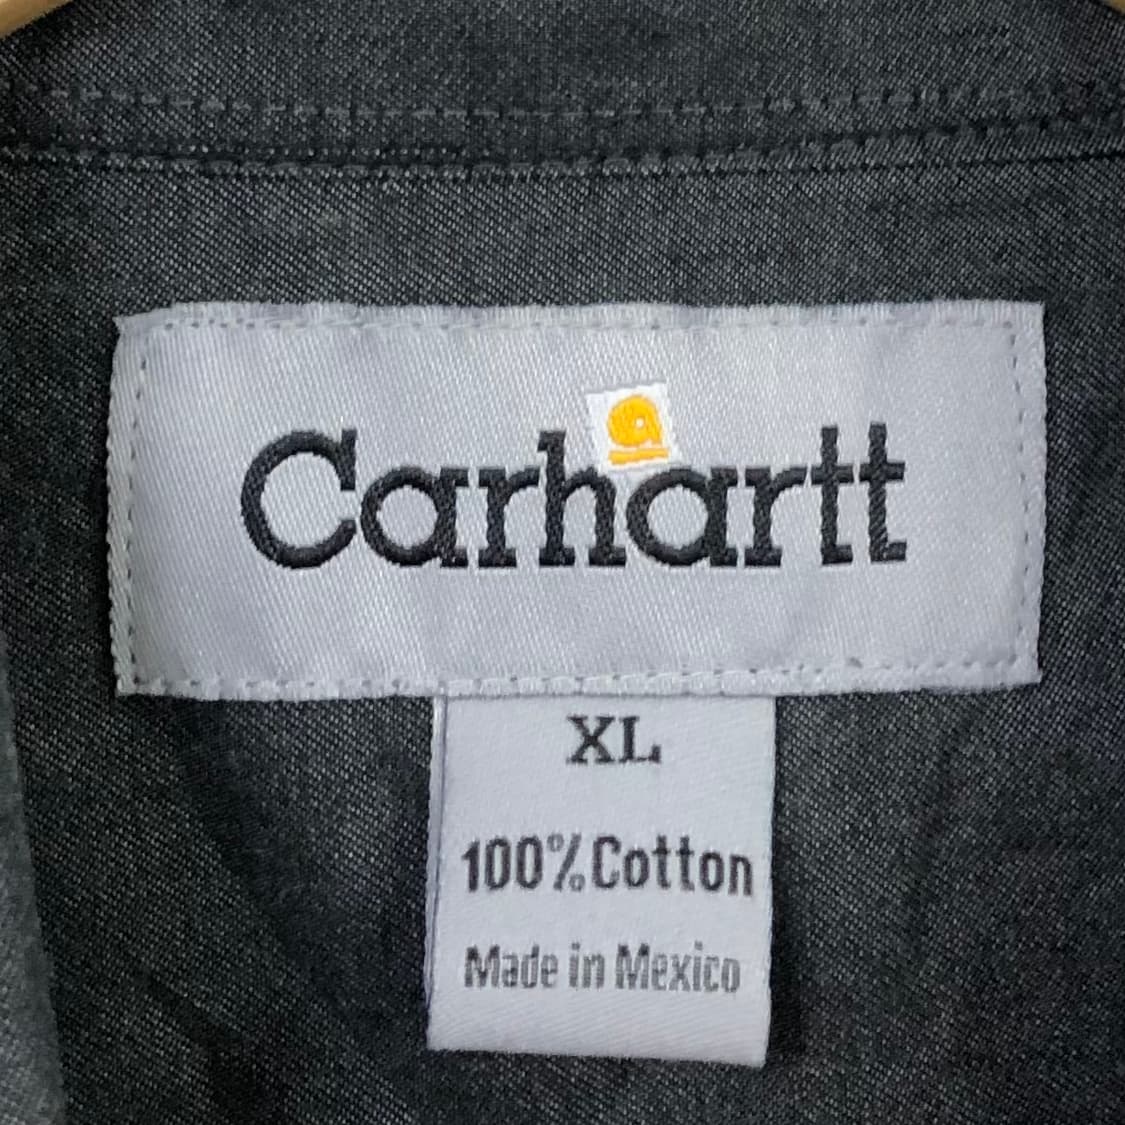 Carhartt
XL
100% Cotton
Made in Mexico